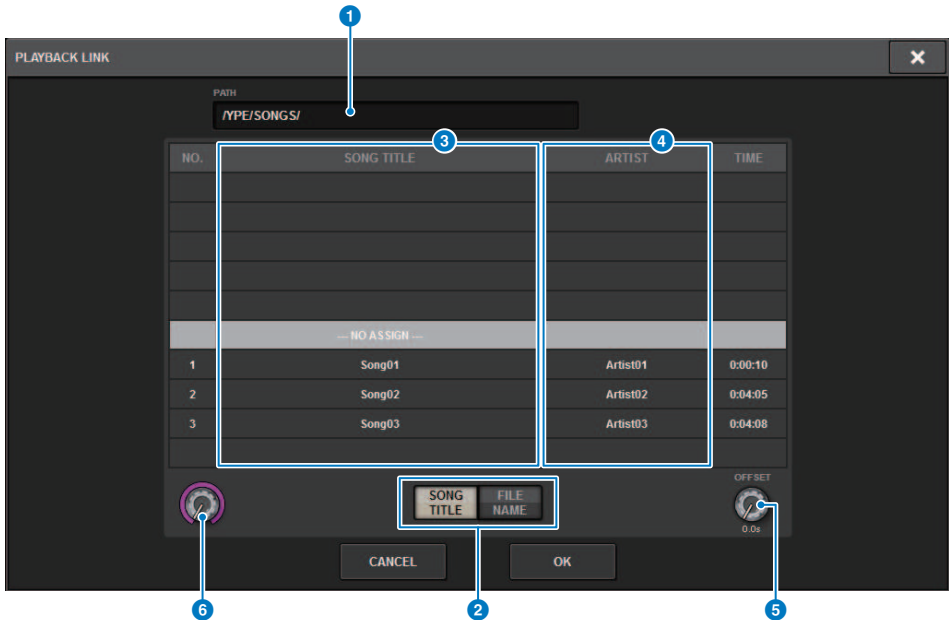 1
PLAYBACK LINK
PATH
/YPE/SONGS/
3
4
NO. SONG TITLE ARTIST TIME
--- NO ASSIGN ---
1 Song01 Artist01 0:00:10
2 Song02 Artist02 0:04:05
3 Song03 Artist03 0:04:08
OFFSET
SONG TITLE
FILE NAME
0.0s
CANCEL
OK
6
2
5